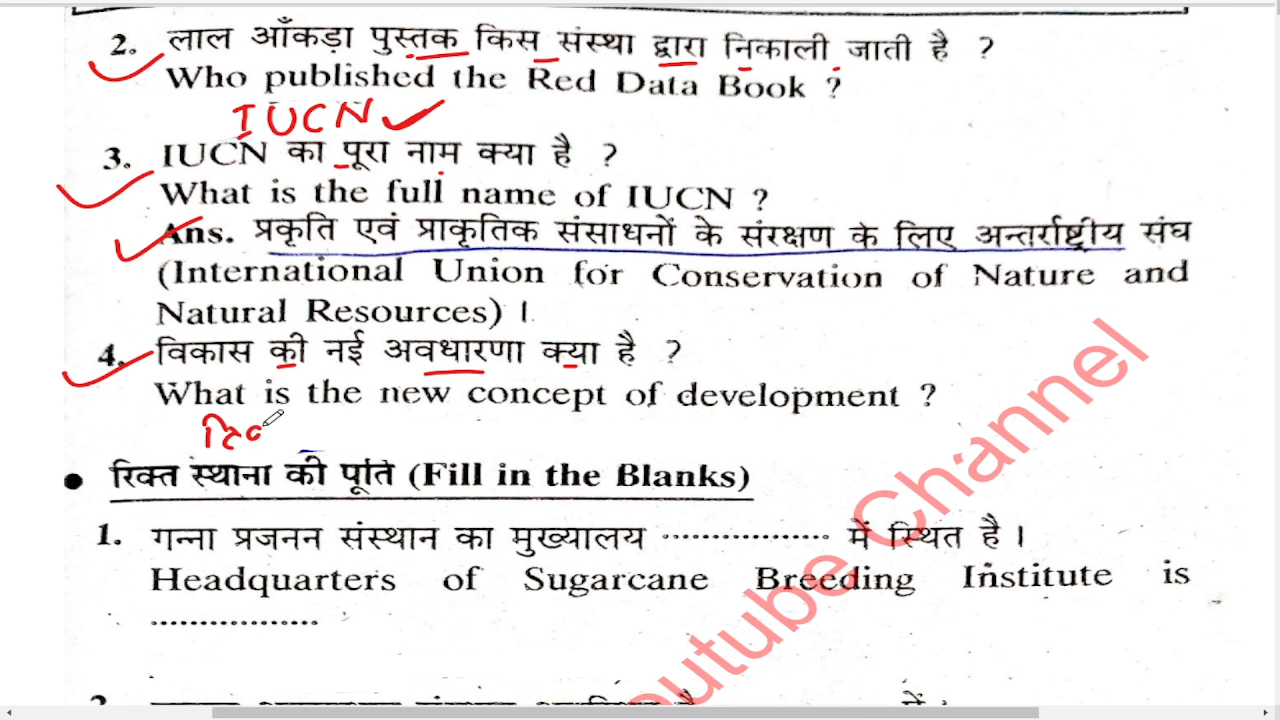 2. लाल आँकड़ा पुस्तक किस संस्था द्वारा निकाली जाती है ?
Who published the Red Data Book ?
IUCN
3. IUCN का पूरा नाम क्या है ?
What is the full name of IUCN ?
Ans. प्रकृति एवं प्राकृतिक संसाधनों के संरक्षण के लिए अन्तर्राष्ट्रीय संघ
(International Union for Conservation of Nature and
Natural Resources) ।
4. विकास की नई अवधारणा क्या है ?
What is the new concept of development ?
• रिक्त स्थाना की पूर्ति (Fill in the Blanks)
1. गन्ना प्रजनन संस्थान का मुख्यालय .................. में स्थित है ।
Headquarters of Sugarcane Breeding Institute is
..................
outube Channel